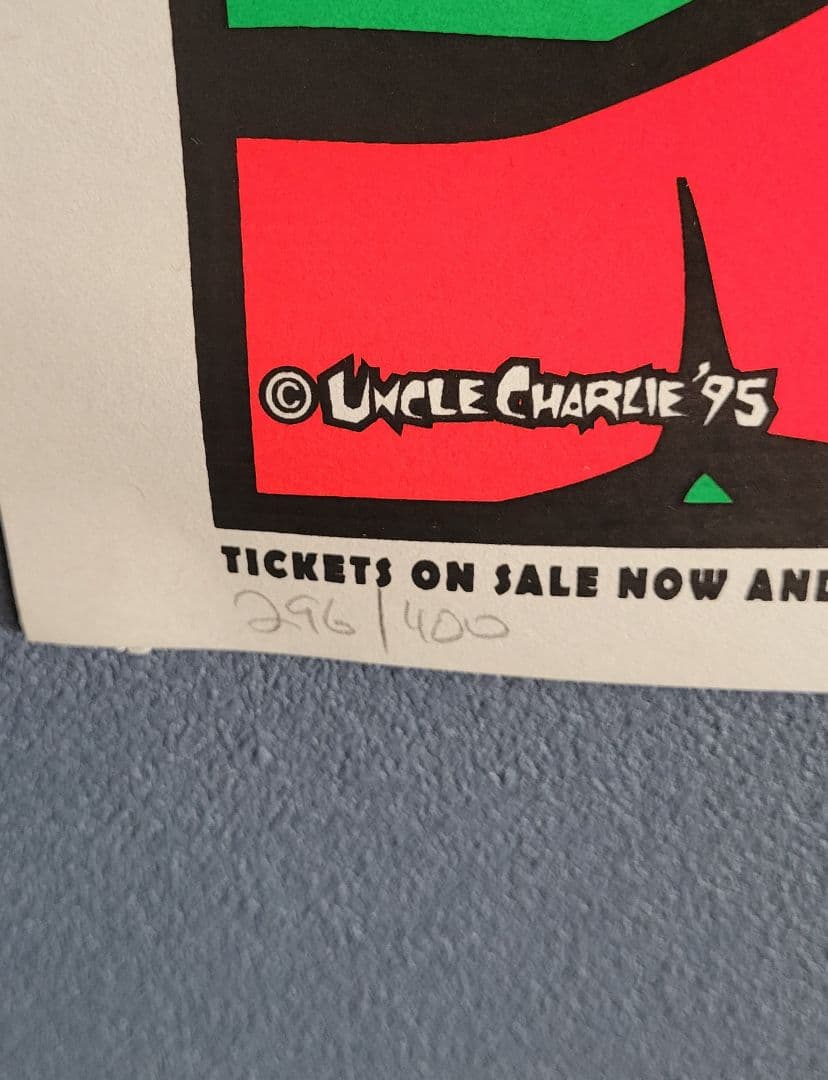 © UNCLE CHARLIE '95
TICKETS ON SALE NOW AND
296/400